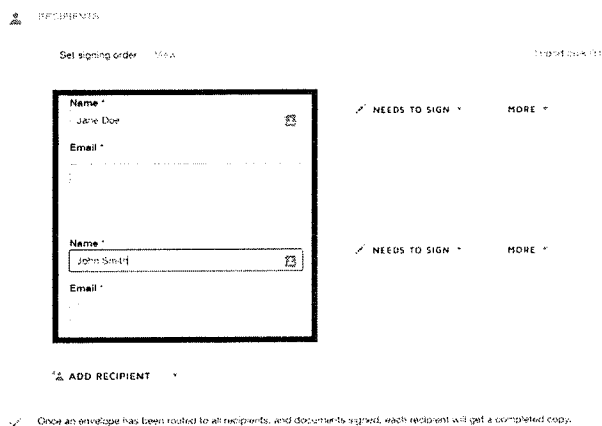 RECIPIENTS
Set signing order View
Name *
Jane Doe
NEEDS TO SIGN MORE
Email *
Name *
John Smith
NEEDS TO SIGN MORE
Email *
ADD RECIPIENT
Once an envelope has been routed to all recipients, and documents signed, each recipient will get a completed copy.